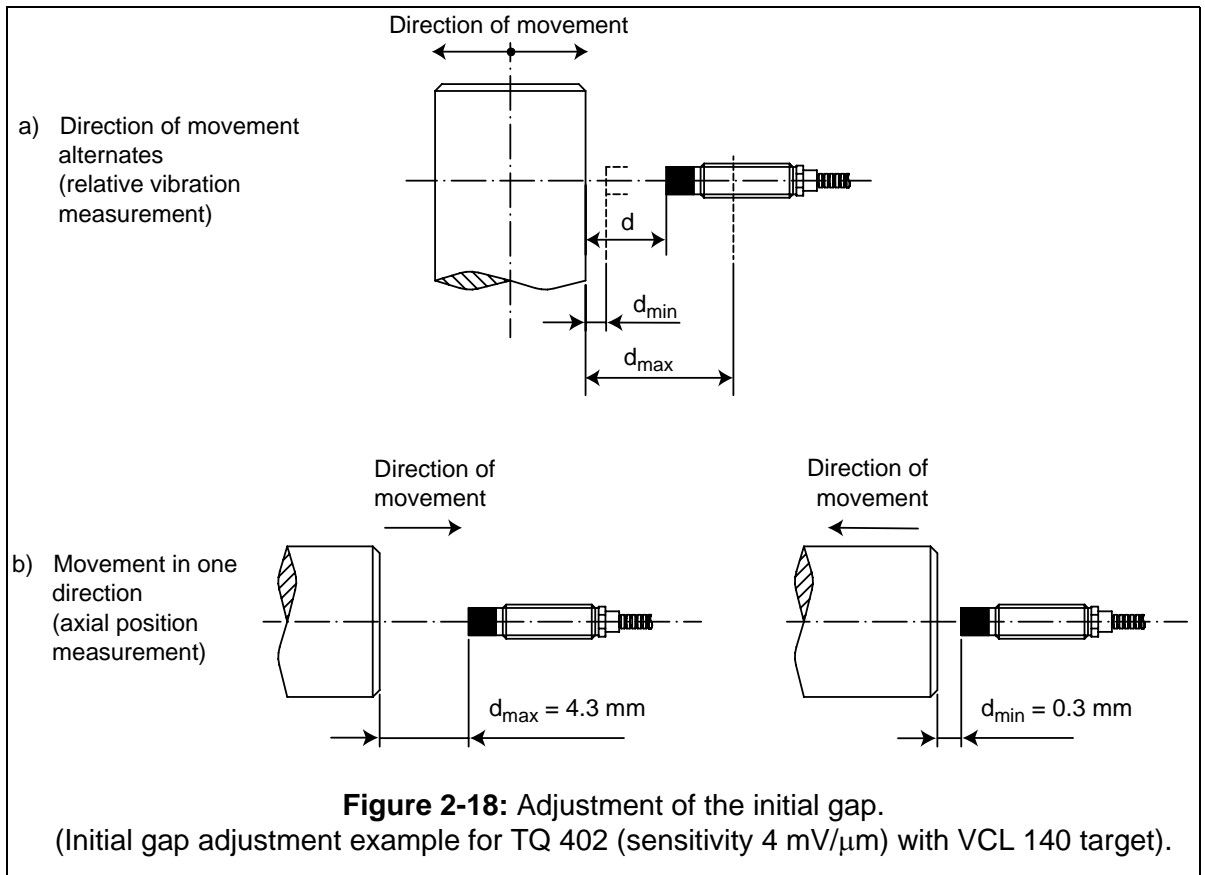 Direction of movement
a) Direction of movement
alternates
(relative vibration
measurement)
d
dmin
dmax
Direction of
movement
Direction of
movement
b) Movement in one
direction
(axial position
measurement)
dmax = 4.3 mm
dmin = 0.3 mm
Figure 2-18: Adjustment of the initial gap.
(Initial gap adjustment example for TQ 402 (sensitivity 4 mV/μm) with VCL 140 target).